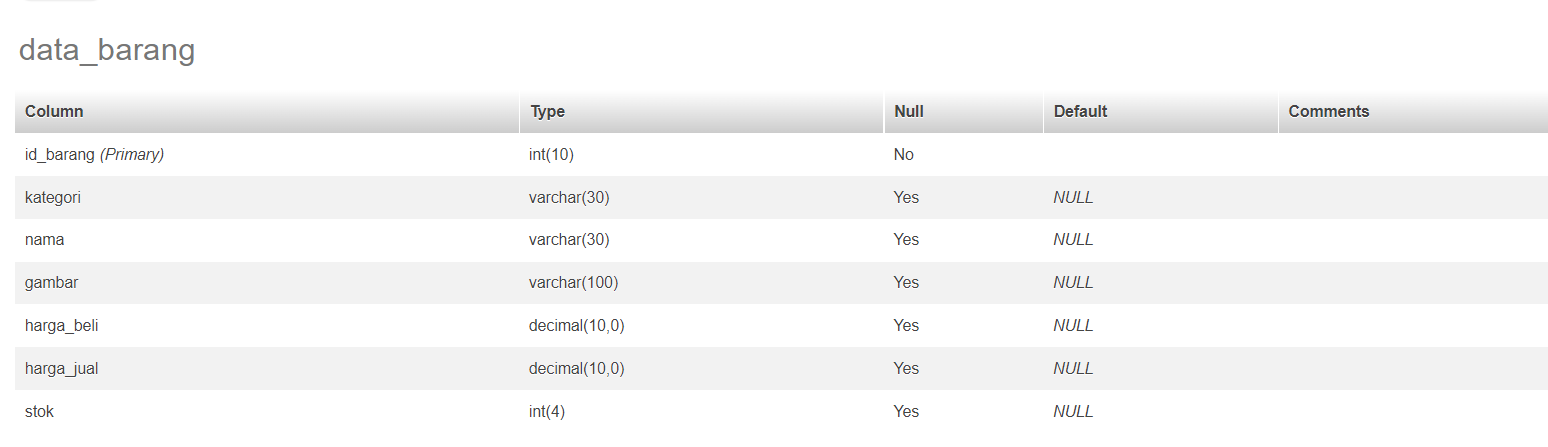 data_barang
Column Type Null Default Comments
id_barang (Primary) int(10) No
kategori varchar(30) Yes NULL
nama varchar(30) Yes NULL
gambar varchar(100) Yes NULL
harga_beli decimal(10,0) Yes NULL
harga_jual decimal(10,0) Yes NULL
stok int(4) Yes NULL